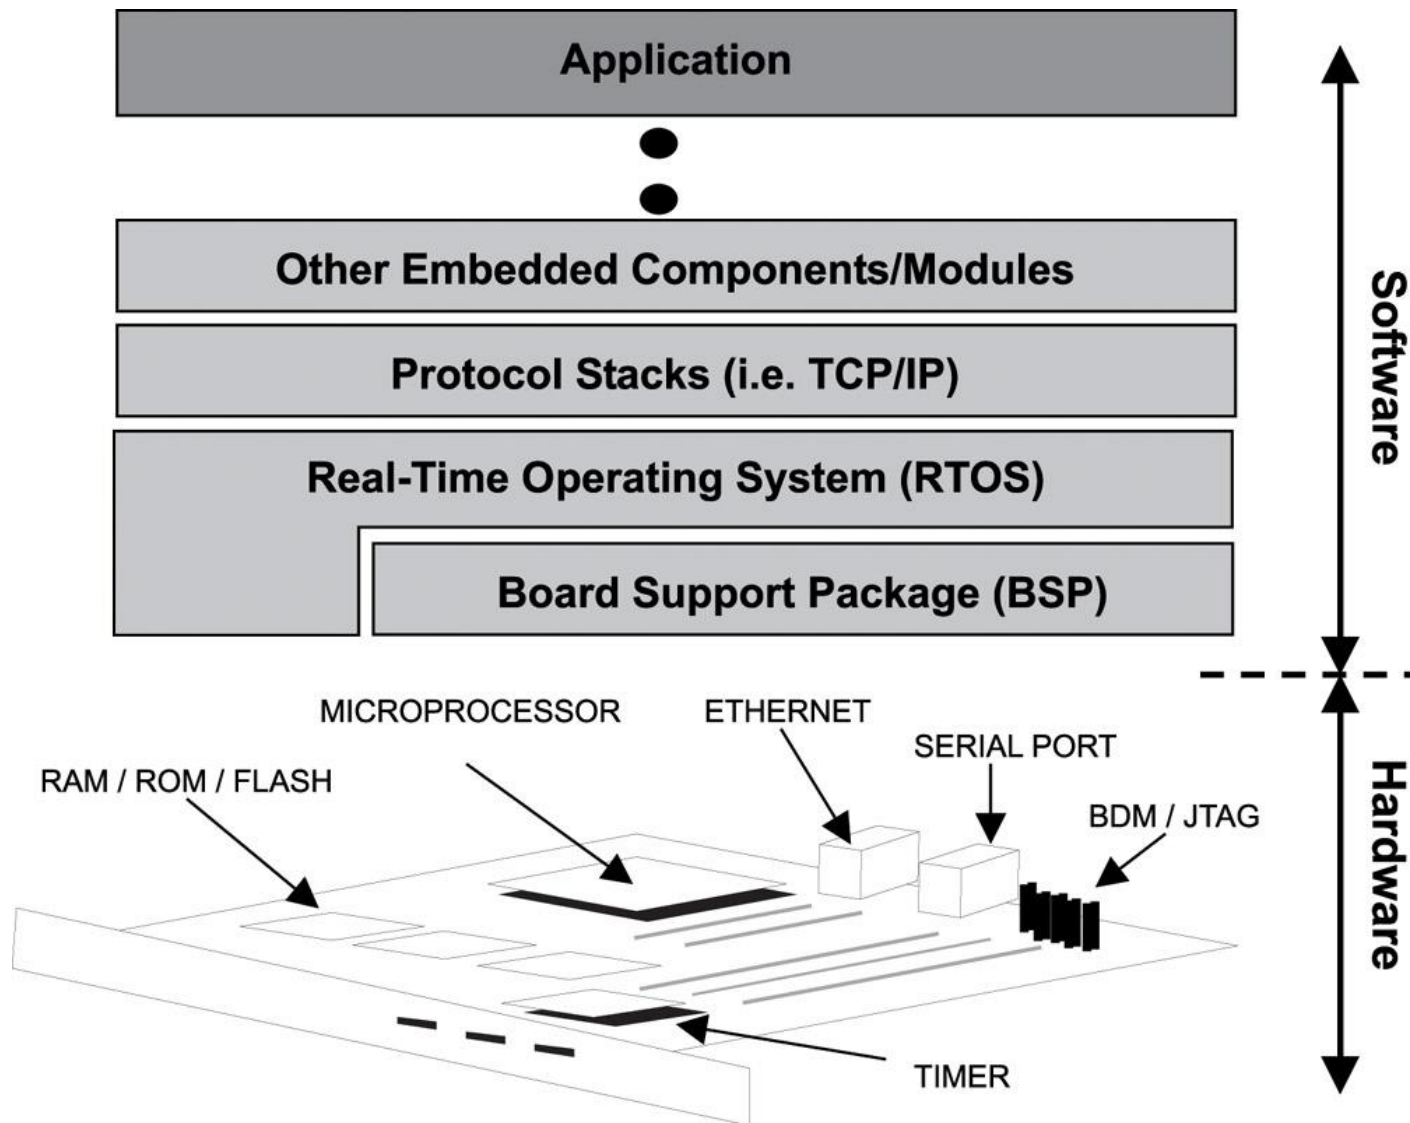 Application
Other Embedded Components/Modules
Protocol Stacks (i.e. TCP/IP)
Real-Time Operating System (RTOS)
Board Support Package (BSP)
Software
MICROPROCESSOR
ETHERNET
SERIAL PORT
RAM / ROM / FLASH
BDM / JTAG
Hardware
TIMER